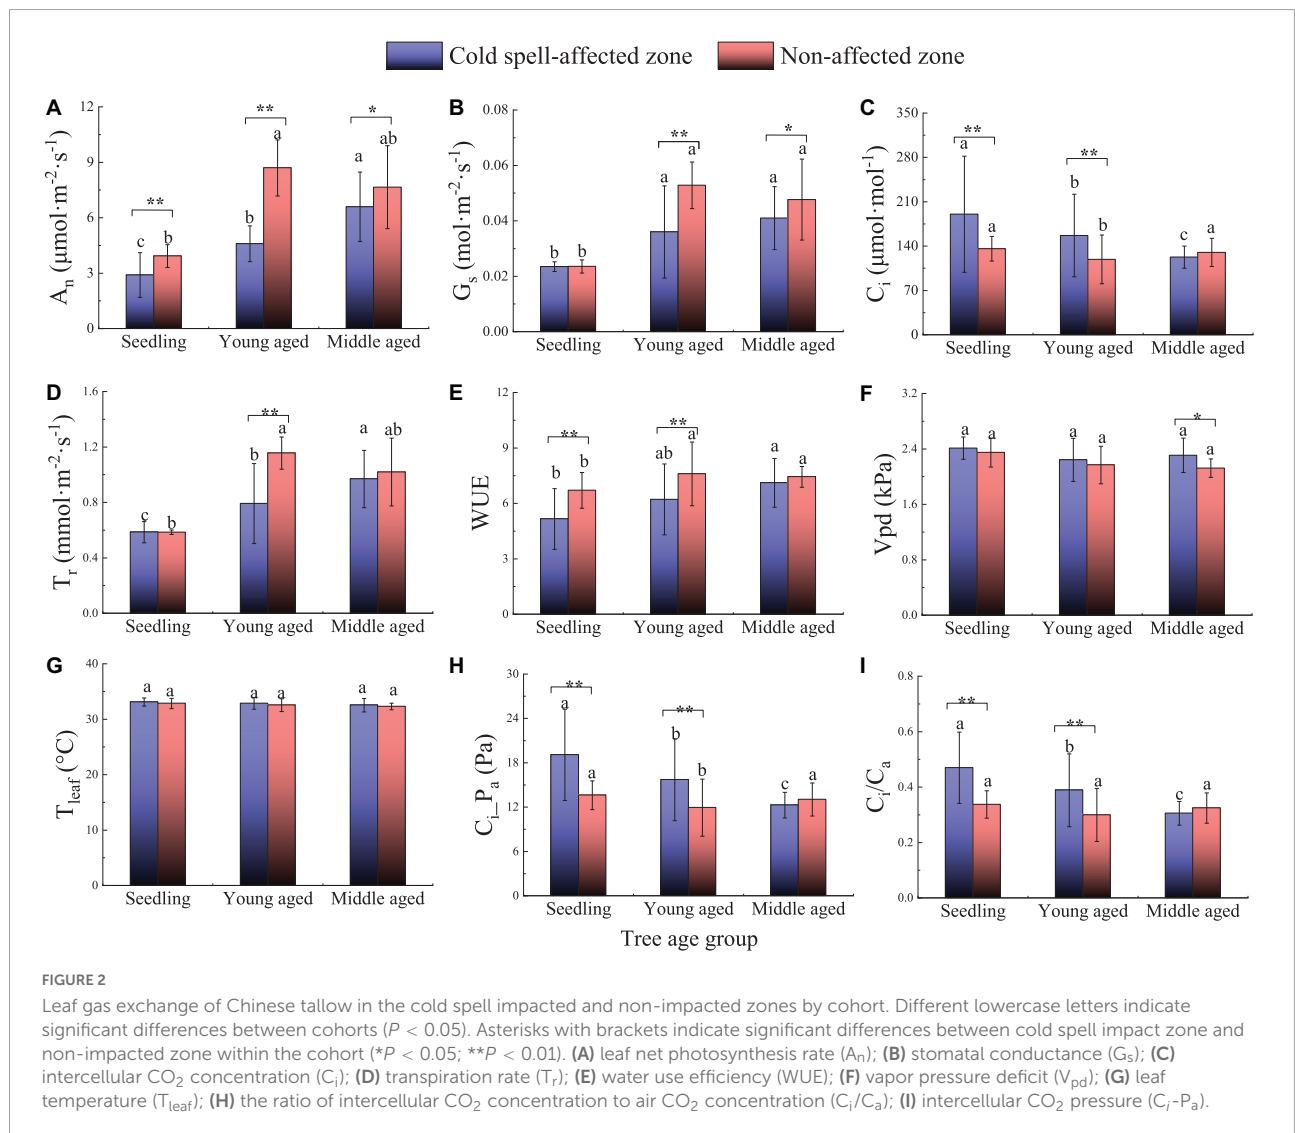 Cold spell-affected zone Non-affected zone
A
An (μmol·m-2·s-1)
12
9
6
3
0
** ** *
c b b a a ab
Seedling Young aged Middle aged
B
Gs (mol·m-2·s-1)
0.08
0.06
0.04
0.02
0.00
** *
b b a a a a
Seedling Young aged Middle aged
C
Ci (μmol·mol-1)
350
280
210
140
70
0
** **
a a b b c a
Seedling Young aged Middle aged
D
Tr (mmol·m-2·s-1)
1.6
1.2
0.8
0.4
0.0
**
c b b a a ab
Seedling Young aged Middle aged
E
WUE
12
9
6
3
0
** **
b b ab a a a
Seedling Young aged Middle aged
F
Vpd (kPa)
3.2
2.4
1.6
0.8
0.0
*
a a a a a a
Seedling Young aged Middle aged
G
Tleaf (°C)
40
30
20
10
0
a a a a a a
Seedling Young aged Middle aged
H
Ci_Pa (Pa)
30
24
18
12
6
0
** **
a a b b c a
Seedling Young aged Middle aged
Tree age group
I
Ci/Ca
0.8
0.6
0.4
0.2
0.0
** **
a a b a c a
Seedling Young aged Middle aged
FIGURE 2
Leaf gas exchange of Chinese tallow in the cold spell impacted and non-impacted zones by cohort. Different lowercase letters indicate
significant differences between cohorts (P < 0.05). Asterisks with brackets indicate significant differences between cold spell impact zone and
non-impacted zone within the cohort (*P < 0.05; **P < 0.01). (A) leaf net photosynthesis rate (An); (B) stomatal conductance (Gs); (C)
intercellular CO2 concentration (Ci); (D) transpiration rate (Tr); (E) water use efficiency (WUE); (F) vapor pressure deficit (Vpd); (G) leaf
temperature (Tleaf); (H) the ratio of intercellular CO2 concentration to air CO2 concentration (Ci/Ca); (I) intercellular CO2 pressure (Ci-Pa).